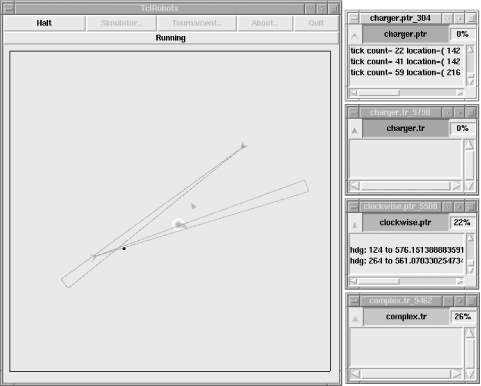 TclRobots
Halt Simulator... Tournament... About... Quit
Running
charger.ptr_304
charger.ptr 0%
tick count= 22 location=( 142
tick count= 41 location=( 142
tick count= 59 location=( 216
charger.tr_9790
charger.tr 0%
clockwise.ptr_5508
clockwise.ptr 22%
hdg: 124 to 576.151388883591
hdg: 264 to 561.070330254734
complex.tr_9462
complex.tr 26%